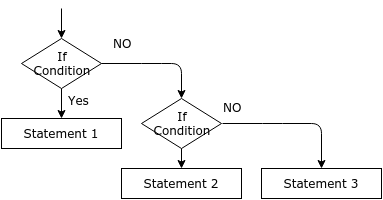 NO
If
Condition
Yes
Statement 1
NO
If
Condition
Statement 2
Statement 3